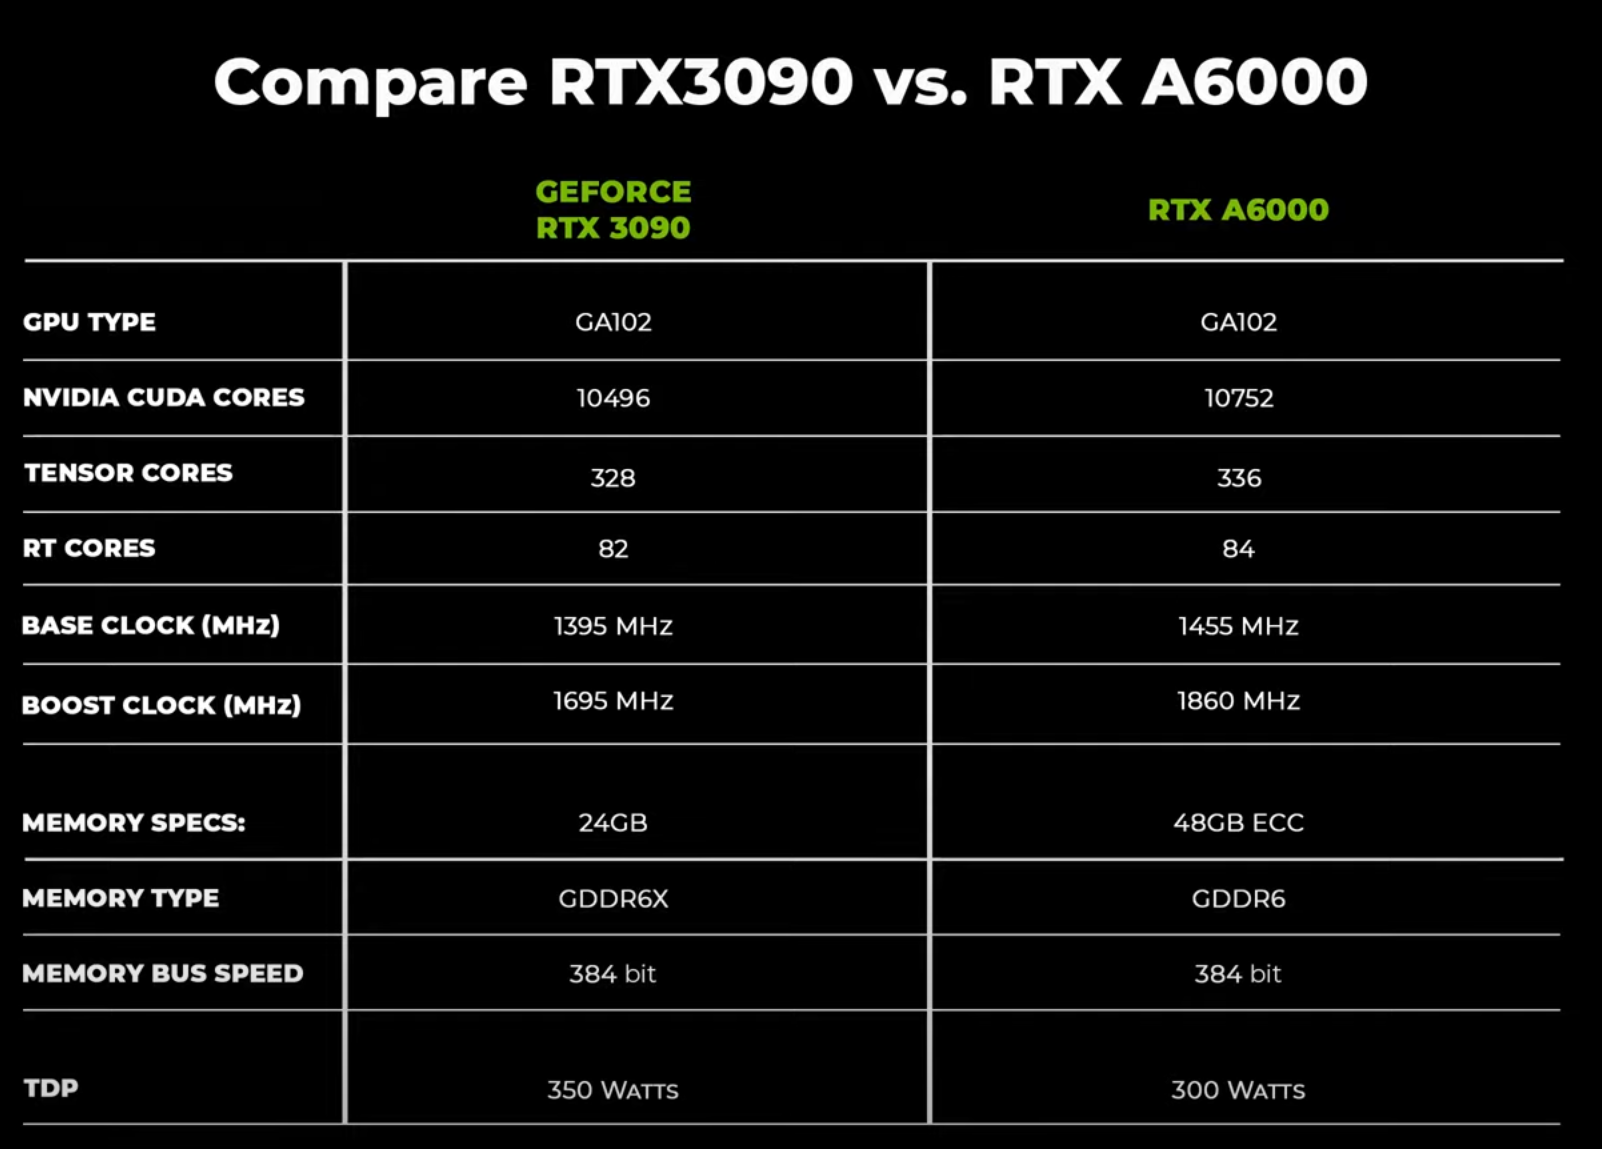 Compare RTX3090 vs. RTX A6000
GEFORCE
RTX 3090
RTX A6000
GPU TYPE GA102 GA102
NVIDIA CUDA CORES 10496 10752
TENSOR CORES 328 336
RT CORES 82 84
BASE CLOCK (MHz) 1395 MHz 1455 MHz
BOOST CLOCK (MHz) 1695 MHz 1860 MHz
MEMORY SPECS: 24GB 48GB ECC
MEMORY TYPE GDDR6X GDDR6
MEMORY BUS SPEED 384 bit 384 bit
TDP 350 WATTS 300 WATTS